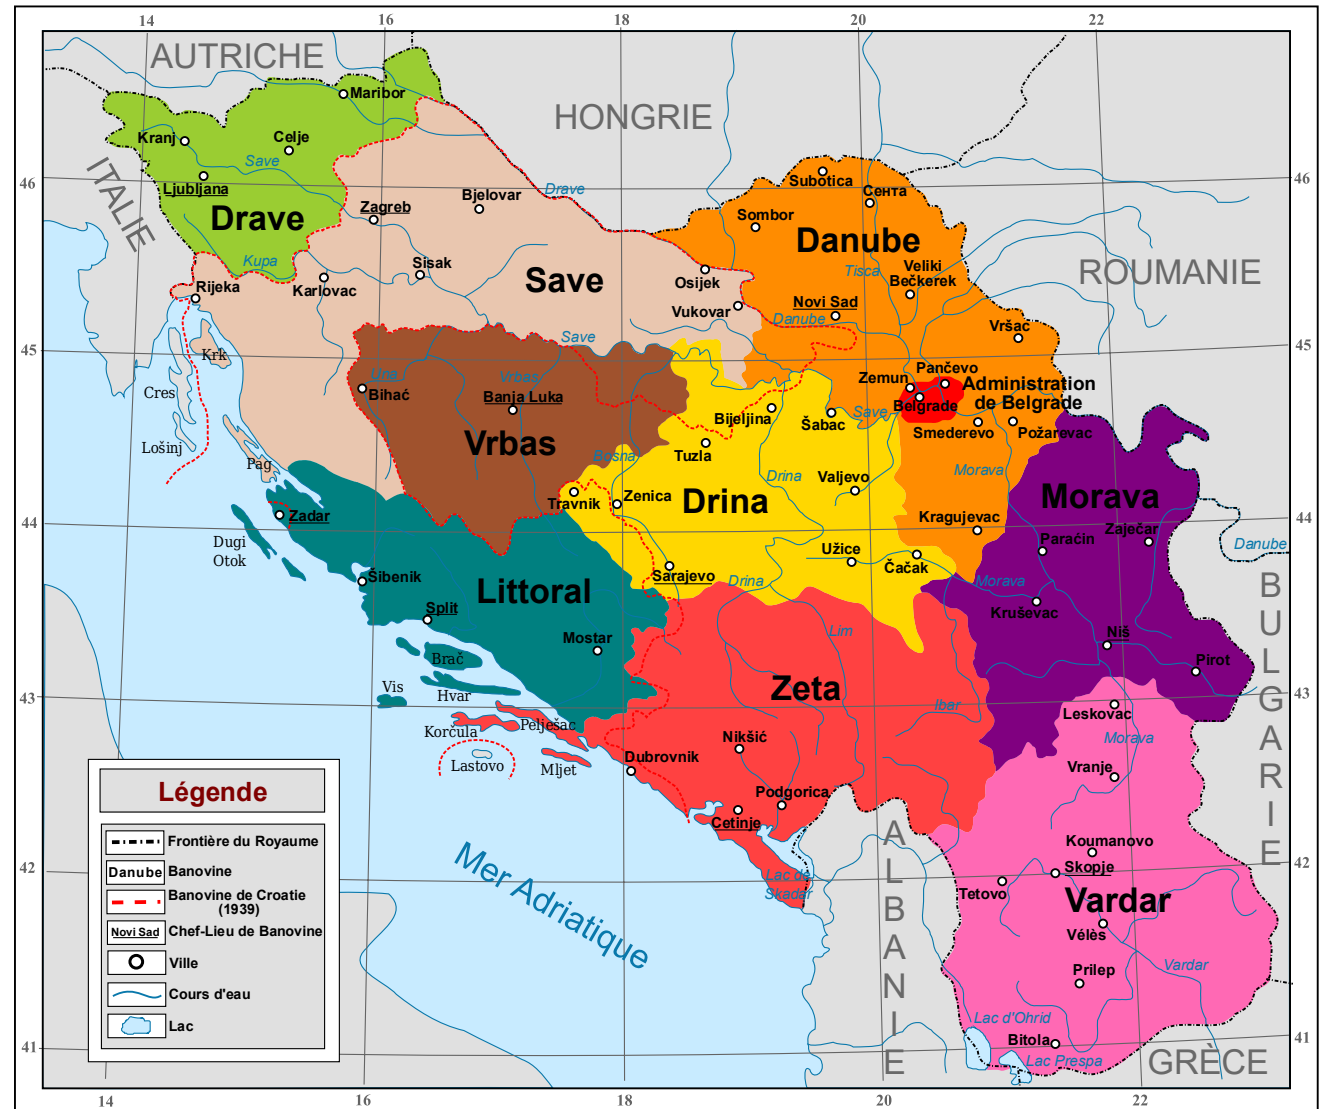 14
16
18
20
22
AUTRICHE
HONGRIE
ITALIE
ROUMANIE
BULGARIE
ALBANIE
GRÈCE
46
45
44
43
42
41
46
45
44
43
42
41
Maribor
Kranj
Celje
Save
Ljubljana
Drave
Kupa
Zagreb
Bjelovar
Drave
Sisak
Karlovac
Rijeka
Save
Osijek
Vukovar
Save
Krk
Cres
Lošinj
Pag
Subotica
Сента
Sombor
Danube
Tisca
Veliki
Bečkerek
Novi Sad
Danube
Vršac
Pančevo
Zemun
Belgrade
Administration
de Belgrade
Save
Smederevo
Požarevac
Morava
Kragujevac
Una
Bihać
Vrbas
Banja Luka
Vrbas
Bosna
Bijeljina
Šabac
Tuzla
Drina
Drina
Valjevo
Travnik
Zenica
Užice
Čačak
Sarajevo
Drina
Morava
Zaječar
Paraćin
Morava
Kruševac
Niš
Pirot
Danube
Zadar
Dugi
Otok
Šibenik
Littoral
Split
Mostar
Brač
Hvar
Vis
Korčula
Pelješac
Lastovo
Mljet
Lim
Zeta
Ibar
Nikšić
Dubrovnik
Podgorica
Cetinje
Lac de
Skadar
Leskovac
Morava
Vranje
Koumanovo
Skopje
Tetovo
Vardar
Vélès
Prilep
Vardar
Lac d'Ohrid
Bitola
Lac Prespa
Mer Adriatique
Légende
Frontière du Royaume
Danube Banovine
Banovine de Croatie
(1939)
Novi Sad Chef-Lieu de Banovine
Ville
Cours d'eau
Lac
14
16
18
20
22